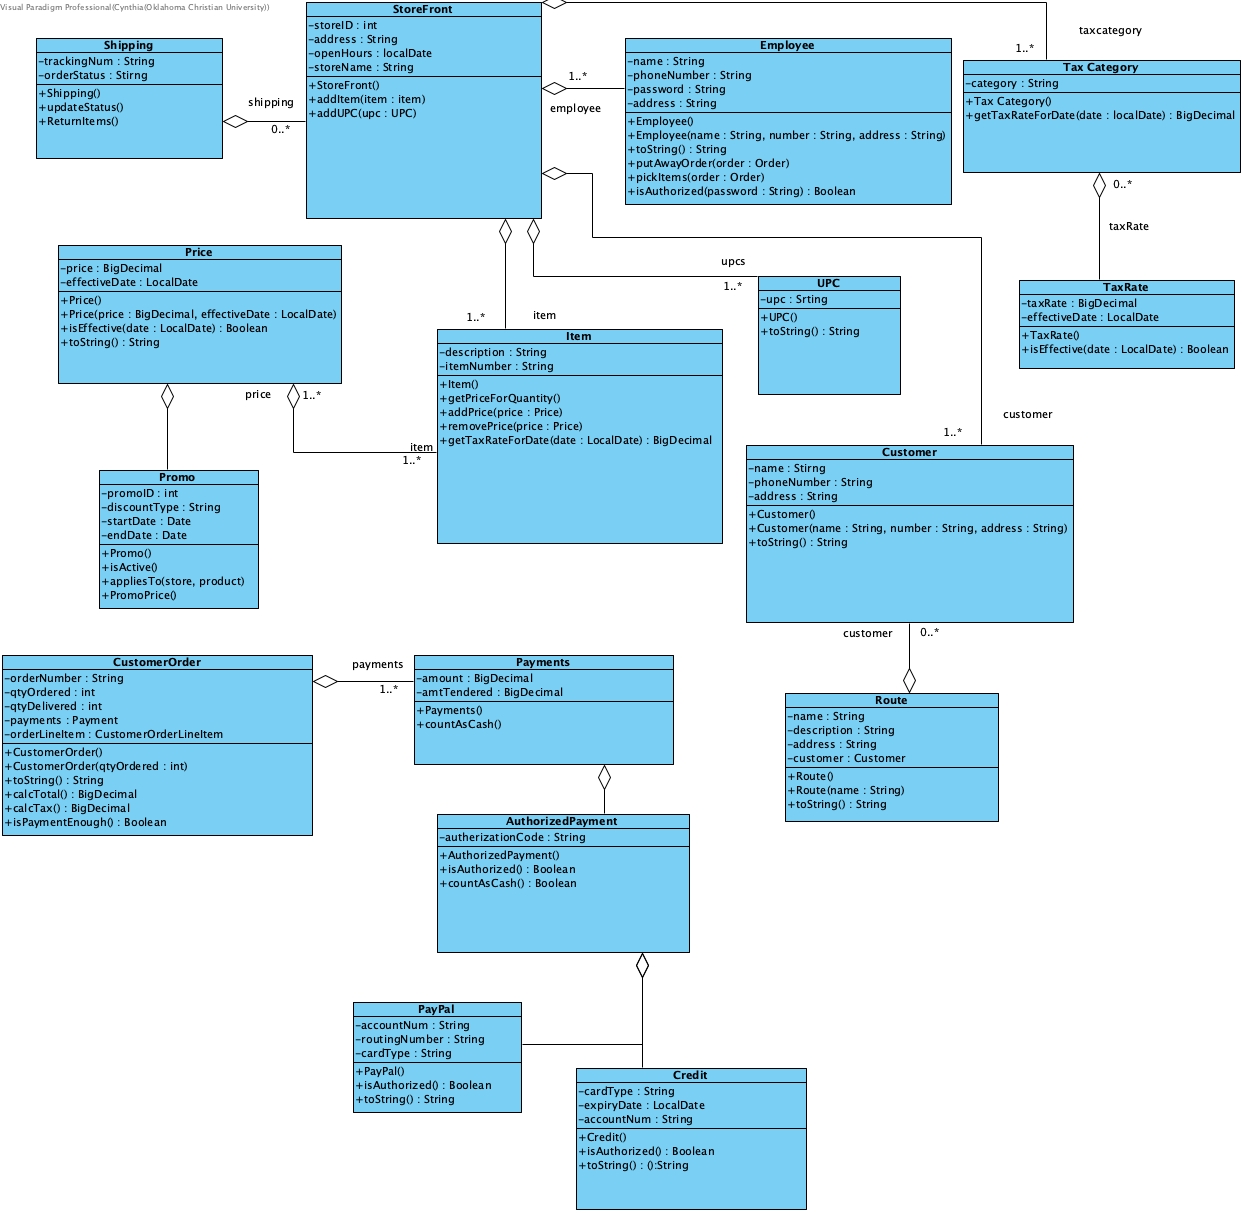 Visual Paradigm Professional(Cynthia(Oklahoma Christian University))
StoreFront
-storeID : int
-address : String
-openHours : localDate
-storeName : String
+StoreFront()
+addItem(item : item)
+addUPC(upc : UPC)
Shipping
-trackingNum : String
-orderStatus : Stirng
+Shipping()
+updateStatus()
+ReturnItems()
shipping
0..*
Employee
-name : String
-phoneNumber : String
-password : String
-address : String
+Employee()
+Employee(name : String, number : String, address : String)
+toString() : String
+putAwayOrder(order : Order)
+pickItems(order : Order)
+isAuthorized(password : String) : Boolean
1..*
employee
taxcategory
1..*
Tax Category
-category : String
+Tax Category()
+getTaxRateForDate(date : localDate) : BigDecimal
0..*
taxRate
TaxRate
-taxRate : BigDecimal
-effectiveDate : LocalDate
+TaxRate()
+isEffective(date : LocalDate) : Boolean
Price
-price : BigDecimal
-effectiveDate : LocalDate
+Price()
+Price(price : BigDecimal, effectiveDate : LocalDate)
+isEffective(date : LocalDate) : Boolean
+toString() : String
upcs
1..*
UPC
-upc : Srting
+UPC()
+toString() : String
1..*
item
Item
-description : String
-itemNumber : String
+Item()
+getPriceForQuantity()
+addPrice(price : Price)
+removePrice(price : Price)
+getTaxRateForDate(date : LocalDate) : BigDecimal
price
1..*
item
1..*
customer
1..*
Customer
-name : Stirng
-phoneNumber : String
-address : String
+Customer()
+Customer(name : String, number : String, address : String)
+toString() : String
Promo
-promoID : int
-discountType : String
-startDate : Date
-endDate : Date
+Promo()
+isActive()
+appliesTo(store, product)
+PromoPrice()
customer
0..*
CustomerOrder
-orderNumber : String
-qtyOrdered : int
-qtyDelivered : int
-payments : Payment
-orderLineItem : CustomerOrderLineItem
+CustomerOrder()
+CustomerOrder(qtyOrdered : int)
+toString() : String
+calcTotal() : BigDecimal
+calcTax() : BigDecimal
+isPaymentEnough() : Boolean
payments
1..*
Payments
-amount : BigDecimal
-amtTendered : BigDecimal
+Payments()
+countAsCash()
Route
-name : String
-description : String
-address : String
-customer : Customer
+Route()
+Route(name : String)
+toString() : String
AuthorizedPayment
-autherizationCode : String
+AuthorizedPayment()
+isAuthorized() : Boolean
+countAsCash() : Boolean
PayPal
-accountNum : String
-routingNumber : String
-cardType : String
+PayPal()
+isAuthorized() : Boolean
+toString() : String
Credit
-cardType : String
-expiryDate : LocalDate
-accountNum : String
+Credit()
+isAuthorized() : Boolean
+toString() : ():String